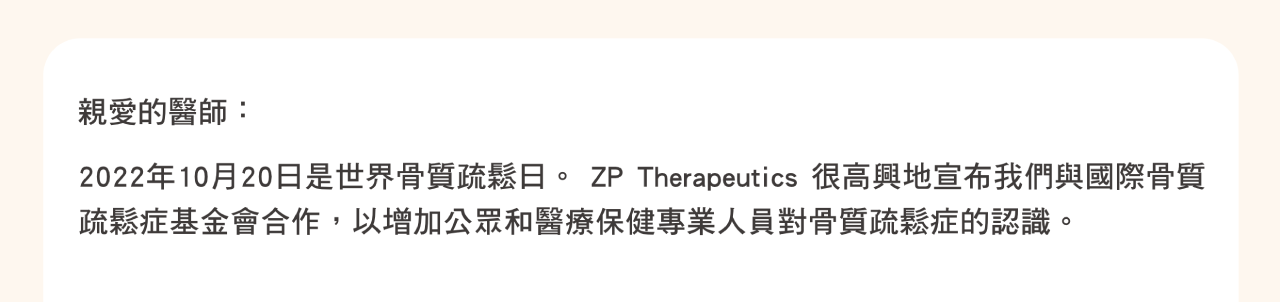 親愛的醫師：
2022年10月20日是世界骨質疏鬆日。 ZP Therapeutics 很高興地宣布我們與國際骨質
疏鬆症基金會合作，以增加公眾和醫療保健專業人員對骨質疏鬆症的認識。